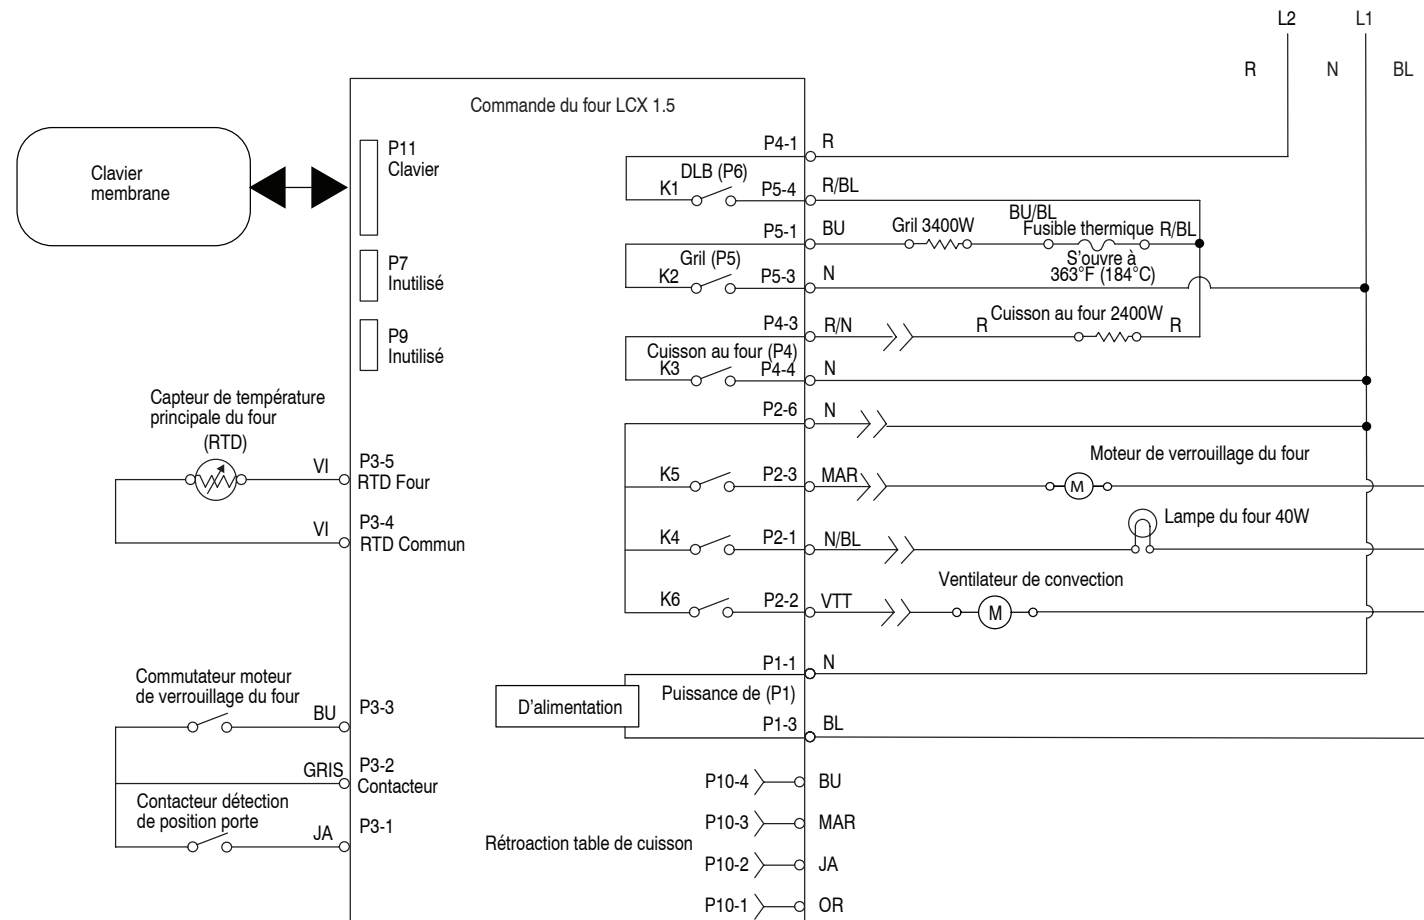 L2 L1
R N BL
Commande du four LCX 1.5
Clavier
membrane
P11
Clavier
P7
Inutilisé
P9
Inutilisé
P4-1 R
DLB (P6)
K1 P5-4 R/BL
P5-1 BU Gril 3400W BU/BL
Fusible thermique R/BL
S'ouvre à
363°F (184°C)
Gril (P5)
K2 P5-3 N
P4-3 R/N R Cuisson au four 2400W R
Cuisson au four (P4)
K3 P4-4 N
P2-6 N
Capteur de température
principale du four
(RTD)
VI P3-5
RTD Four
VI P3-4
RTD Commun
K5 P2-3 MAR
Moteur de verrouillage du four
M
K4 P2-1 N/BL
Lampe du four 40W
K6 P2-2 VTT
Ventilateur de convection
M
P1-1 N
D'alimentation
Puissance de (P1)
P1-3 BL
Commutateur moteur
de verrouillage du four
BU P3-3
GRIS P3-2
Contacteur
Contacteur détection
de position porte
JA P3-1
Rétroaction table de cuisson
P10-4 BU
P10-3 MAR
P10-2 JA
P10-1 OR